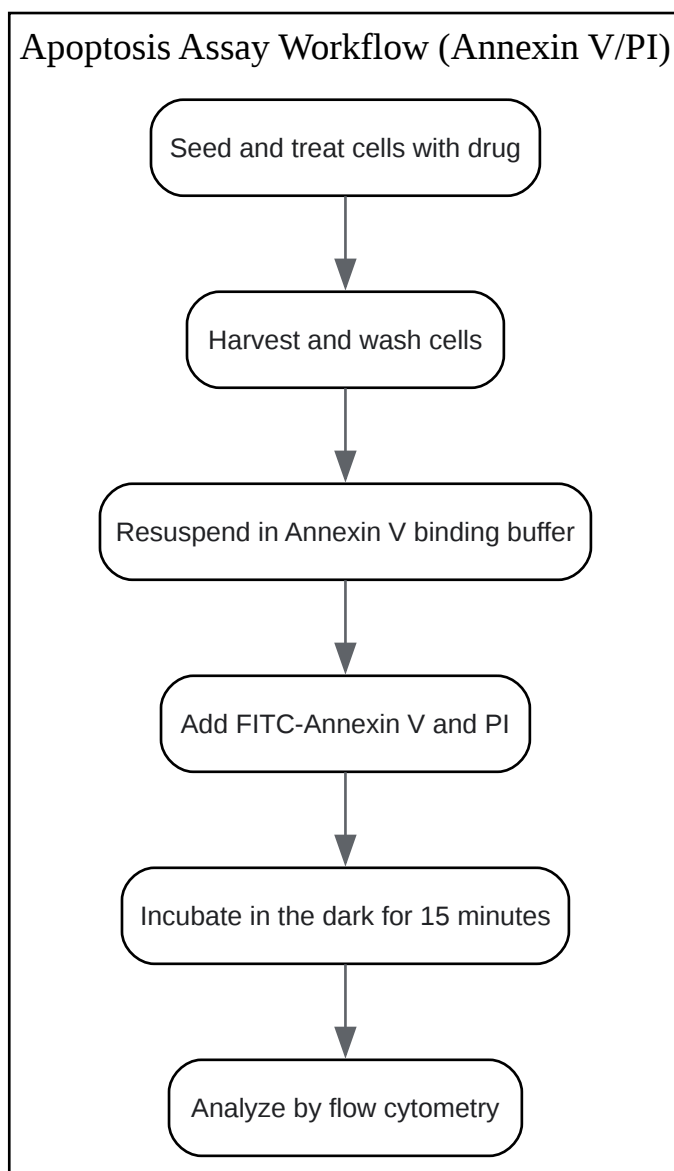 Apoptosis Assay Workflow (Annexin V/PI)
Seed and treat cells with drug
Harvest and wash cells
Resuspend in Annexin V binding buffer
Add FITC-Annexin V and PI
Incubate in the dark for 15 minutes
Analyze by flow cytometry